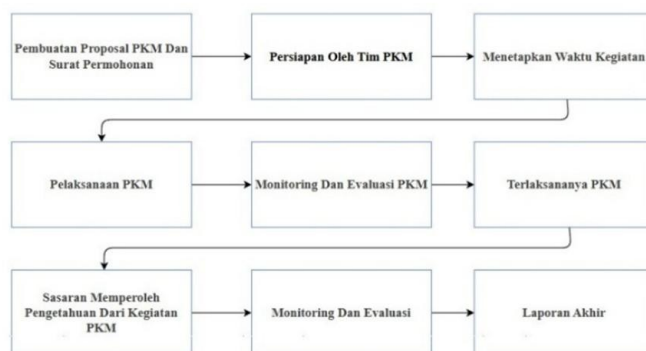 Pembuatan Proposal PKM Dan
Surat Permohonan
Persiapan Oleh Tim PKM
Menetapkan Waktu Kegiatan
Pelaksanaan PKM
Monitoring Dan Evaluasi PKM
Terlaksananya PKM
Sasaran Memperoleh
Pengetahuan Dari Kegiatan
PKM
Monitoring Dan Evaluasi
Laporan Akhir